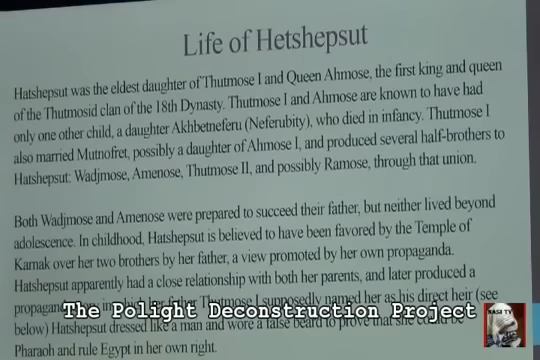 Life of Hetshepsut
Hatshepsut was the eldest daughter of Thutmose I and Queen Ahmose, the first king and queen
of the Thutmosid clan of the 18th Dynasty. Thutmose I and Ahmose are known to have had
only one other child, a daughter Akhbetneferu (Neferubity), who died in infancy. Thutmose I
also married Mutnofret, possibly a daughter of Ahmose I, and produced several half-brothers to
Hatshepsut: Wadjmose, Amenose, Thutmose II, and possibly Ramose, through that union.
Both Wadjmose and Amenose were prepared to succeed their father, but neither lived beyond
adolescence. In childhood, Hatshepsut is believed to have been favored by the Temple of
Karnak over her two brothers by her father, a view promoted by her own propaganda.
Hatshepsut apparently had a close relationship with both her parents, and later produced a
propaganda in which her father Thutmose I supposedly named her as his direct heir (see
The Polight Deconstruction Project
KASI TV
below) Hatshepsut dressed like a man and wore a false beard to prove that she could be
Pharaoh and rule Egypt in her own right.